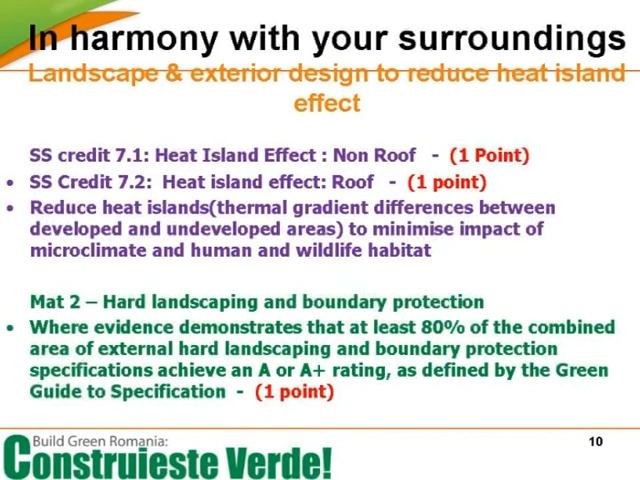 In harmony with your surroundings
Landscape & exterior design to reduce heat island
effect
SS credit 7.1: Heat Island Effect : Non Roof - (1 Point)
• SS Credit 7.2: Heat island effect: Roof - (1 point)
• Reduce heat islands(thermal gradient differences between
developed and undeveloped areas) to minimise impact of
microclimate and human and wildlife habitat
Mat 2 – Hard landscaping and boundary protection
• Where evidence demonstrates that at least 80% of the combined
area of external hard landscaping and boundary protection
specifications achieve an A or A+ rating, as defined by the Green
Guide to Specification - (1 point)
Build Green Romania:
Construieste Verde!
10